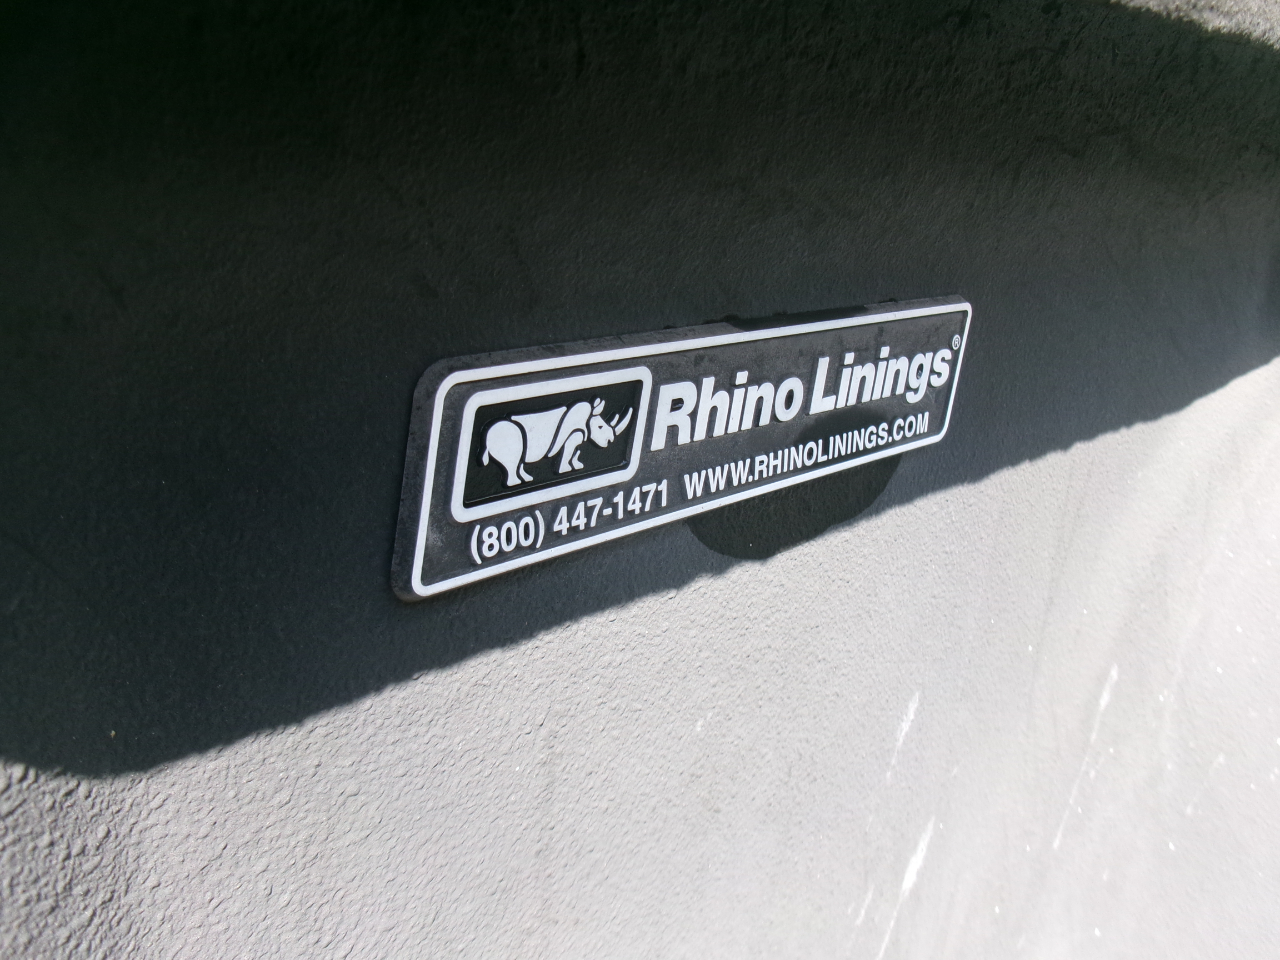 Rhino Linings®
(800) 447-1471 WWW.RHINOLININGS.COM